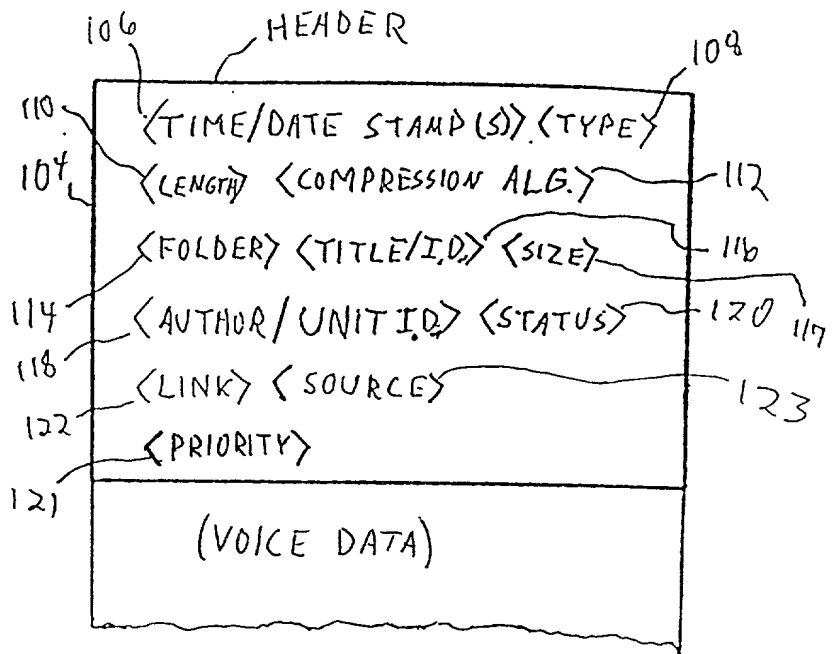 106 HEADER 108
<TIME/DATE STAMP(S)> <TYPE>
110
104 <LENGTH> <COMPRESSION ALG.> 112
<FOLDER> <TITLE/I.D.> <SIZE> 116
114 <AUTHOR/UNIT I.D.> <STATUS> 120 117
118
<LINK> <SOURCE> 123
122
<PRIORITY>
121
(VOICE DATA)